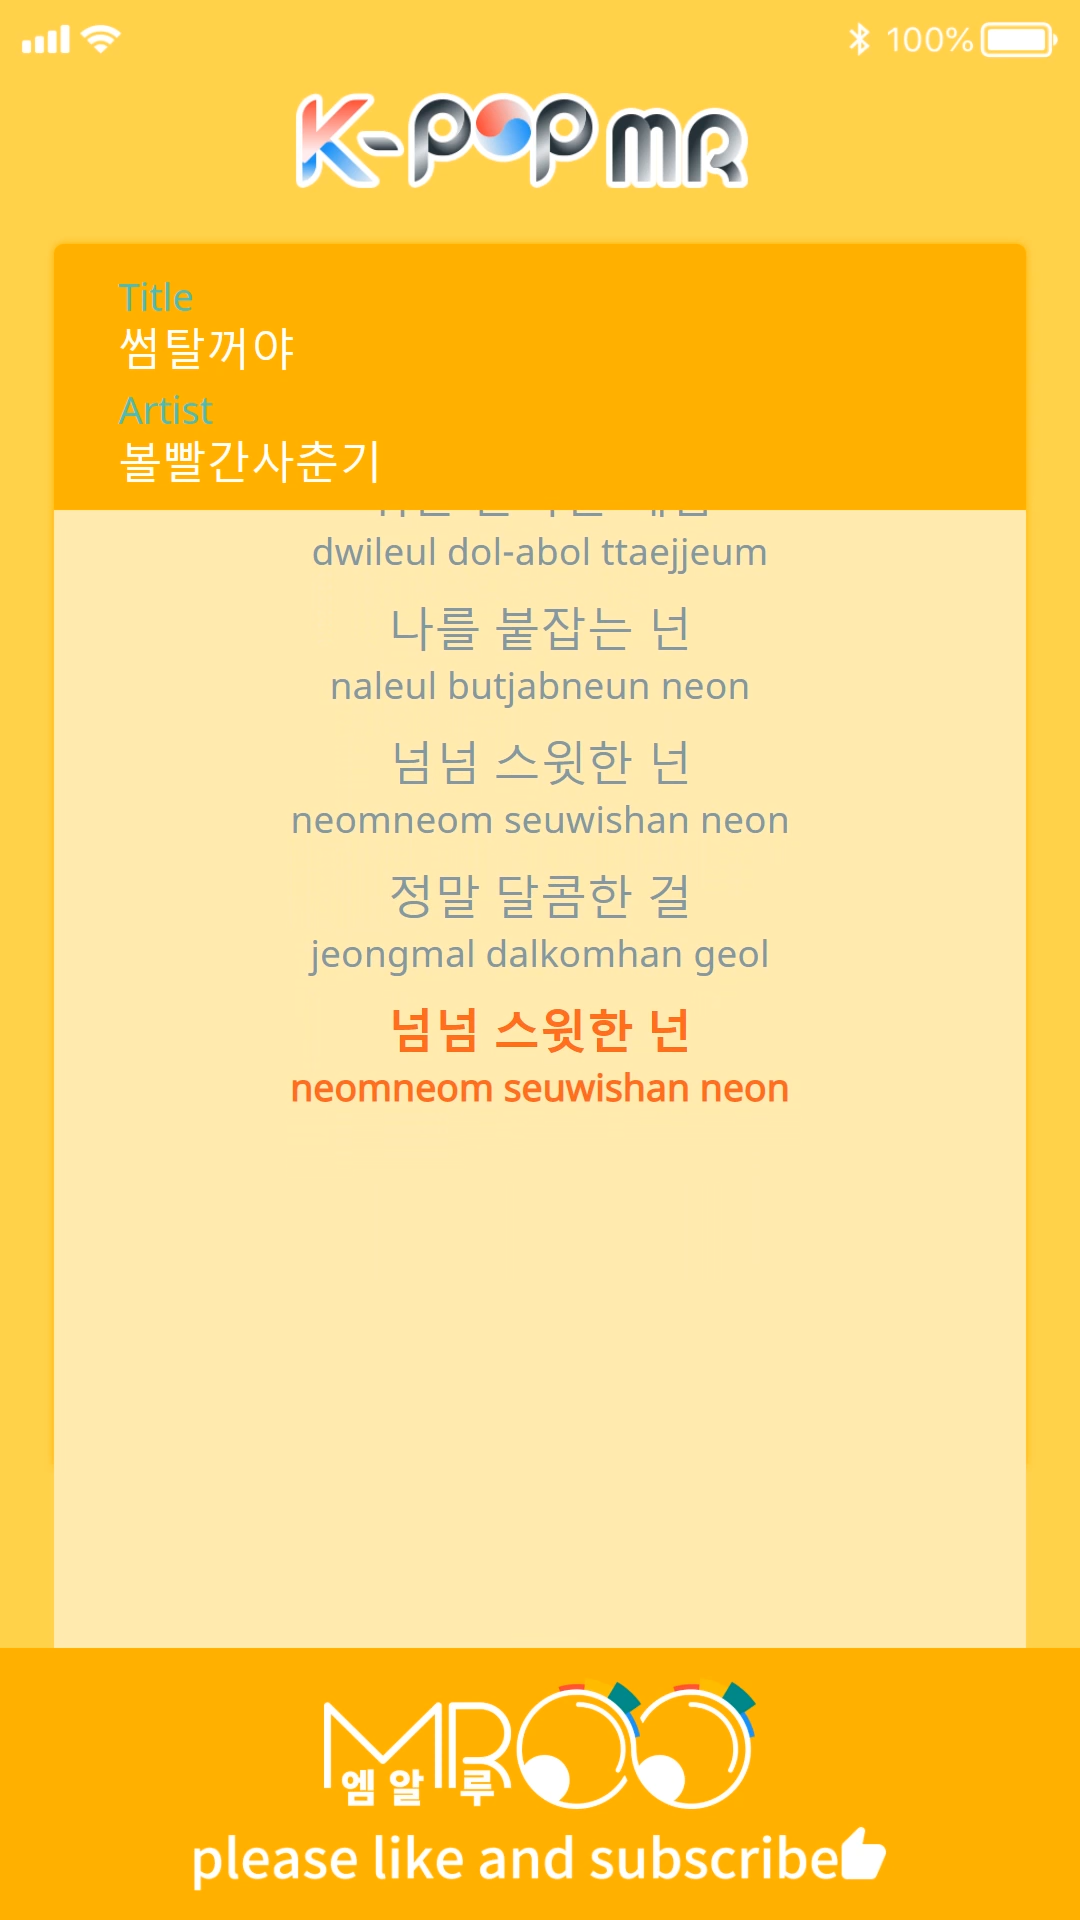 100%
K-POP MR
Title
썸탈꺼야
Artist
볼빨간사춘기
dwileul dol-abol ttaejjeum
나를 붙잡는 넌
naleul butjabneun neon
넘넘 스윗한 넌
neomneom seuwishan neon
정말 달콤한 걸
jeongmal dalkomhan geol
넘넘 스윗한 넌
neomneom seuwishan neon
MROO
엠 알 루
please like and subscribe